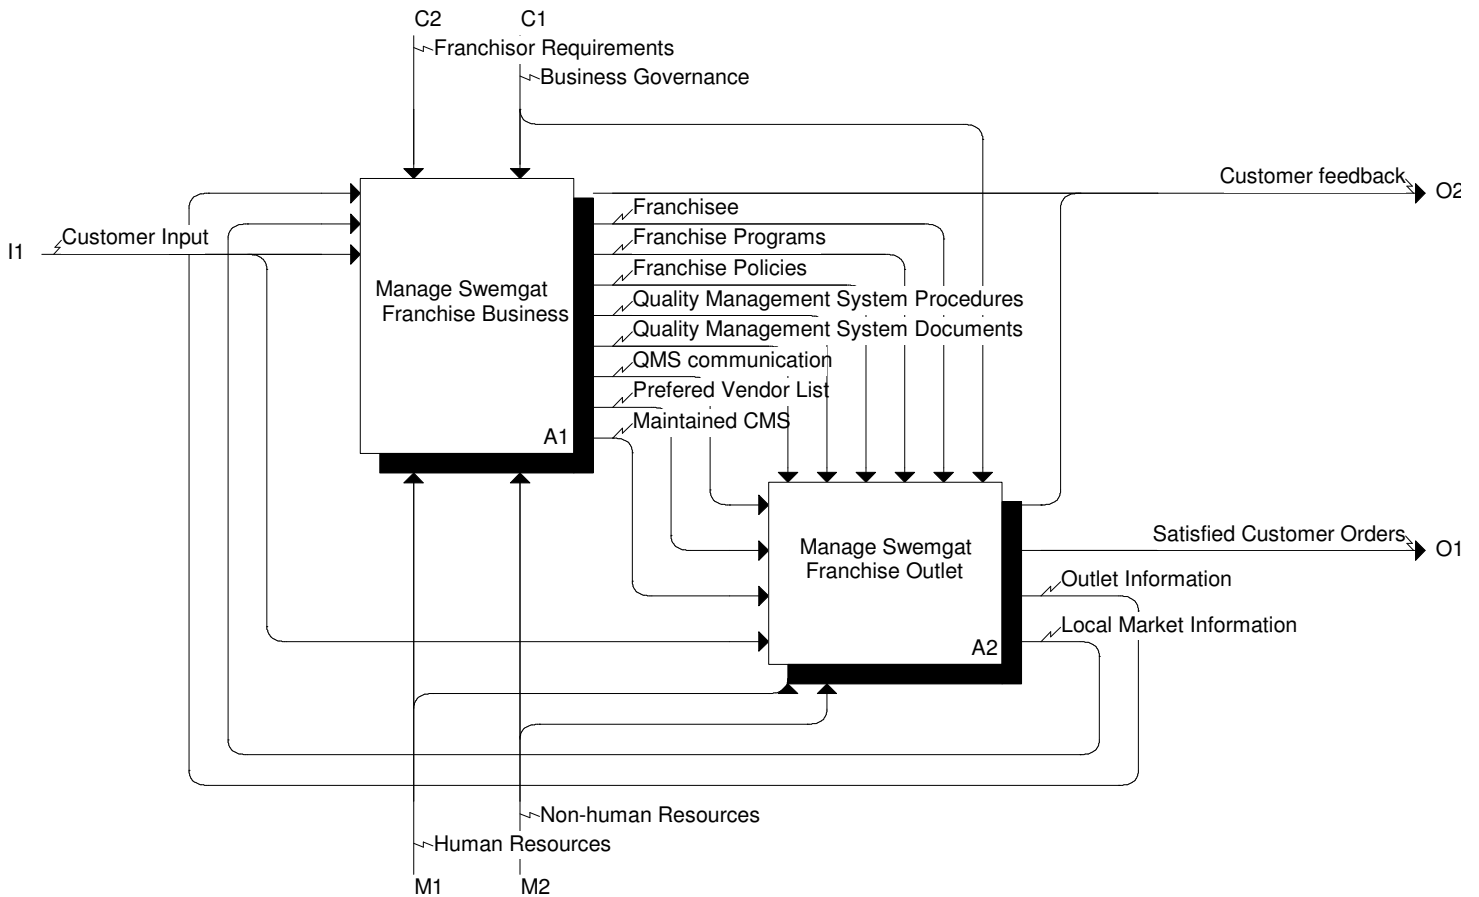 C2
C1
Franchisor Requirements
Business Governance
Customer feedback
O2
Franchisee
I1
Customer Input
Franchise Programs
Franchise Policies
Manage Swemgat
Franchise Business
Quality Management System Procedures
Quality Management System Documents
QMS communication
Prefered Vendor List
Maintained CMS
A1
Satisfied Customer Orders
O1
Manage Swemgat
Franchise Outlet
Outlet Information
Local Market Information
A2
Non-human Resources
Human Resources
M1
M2